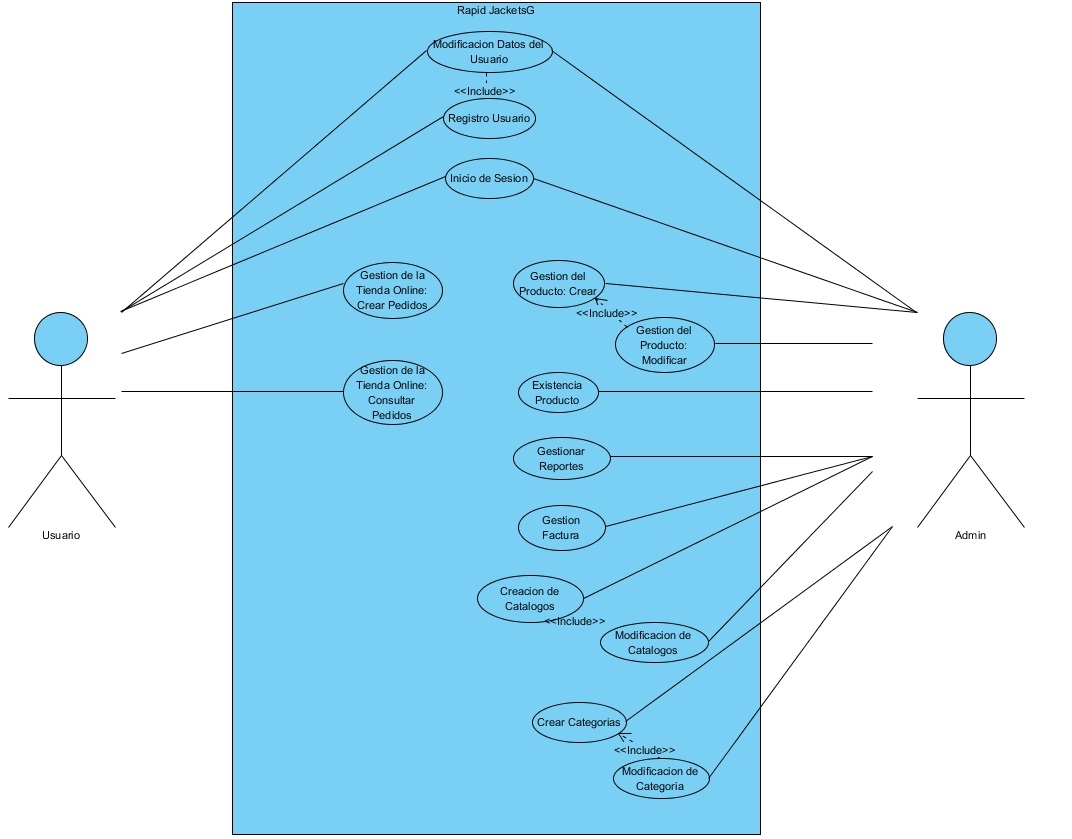 Rapid JacketsG
Modificacion Datos del
Usuario
<<Include>>
Registro Usuario
Inicio de Sesion
Gestion de la
Tienda Online:
Crear Pedidos
Gestion del
Producto: Crear
<<Include>>
Gestion del
Producto:
Modificar
Gestion de la
Tienda Online:
Consultar
Pedidos
Existencia
Producto
Gestionar
Reportes
Gestion
Factura
Usuario
Admin
Creacion de
Catalogos
<<Include>>
Modificacion de
Catalogos
Crear Categorias
<<Include>>
Modificacion de
Categoria